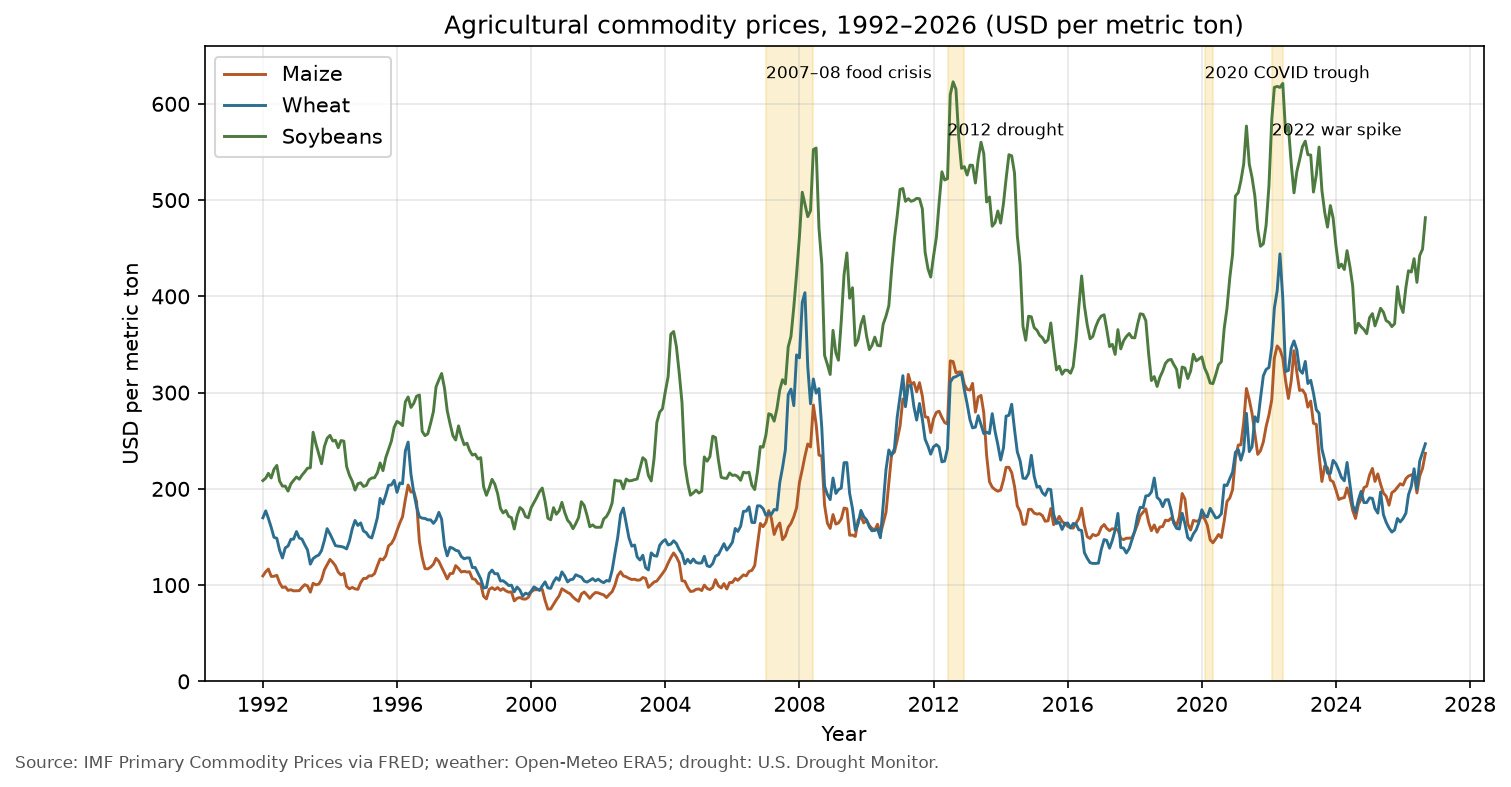 Agricultural commodity prices, 1992–2026 (USD per metric ton)
Maize
Wheat
Soybeans
2007–08 food crisis
2020 COVID trough
2012 drought
2022 war spike
USD per metric ton
600
500
400
300
200
100
0
1992 1996 2000 2004 2008 2012 2016 2020 2024 2028
Year
Source: IMF Primary Commodity Prices via FRED; weather: Open-Meteo ERA5; drought: U.S. Drought Monitor.